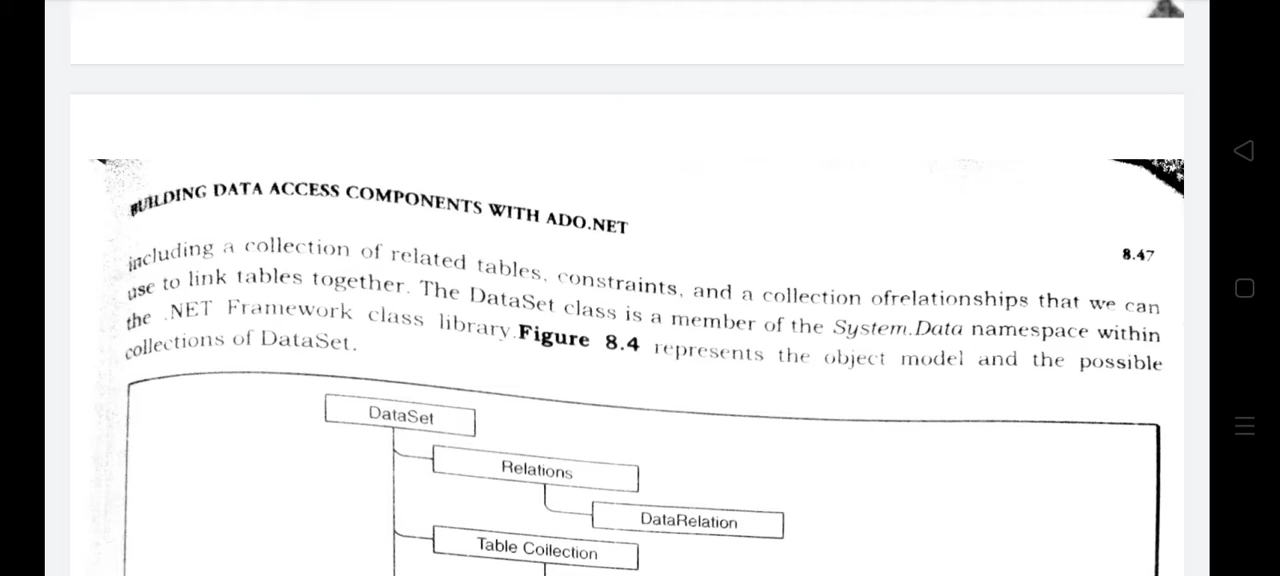 BUILDING DATA ACCESS COMPONENTS WITH ADO.NET
8.47
including a collection of related tables, constraints, and a collection ofrelationships that we can
use to link tables together. The DataSet class is a member of the System.Data namespace within
the .NET Framework class library.Figure 8.4 represents the object model and the possible
collections of DataSet.
DataSet
Relations
DataRelation
Table Collection